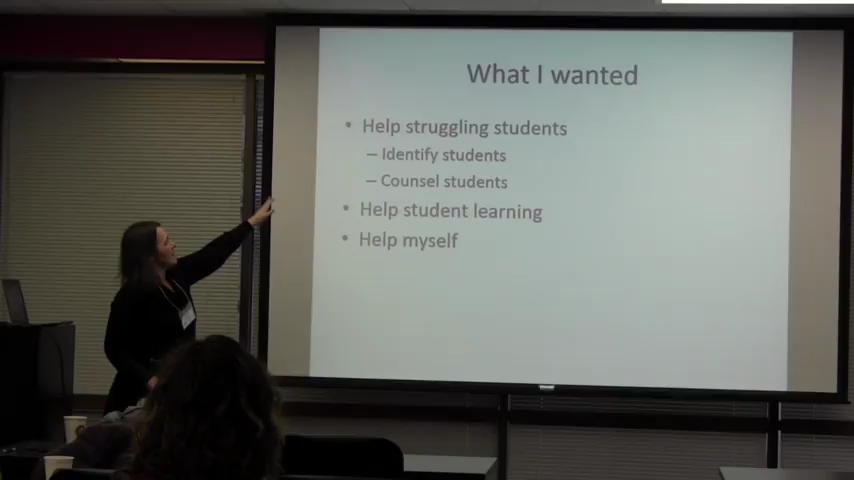 What I wanted
• Help struggling students
– Identify students
– Counsel students
• Help student learning
• Help myself